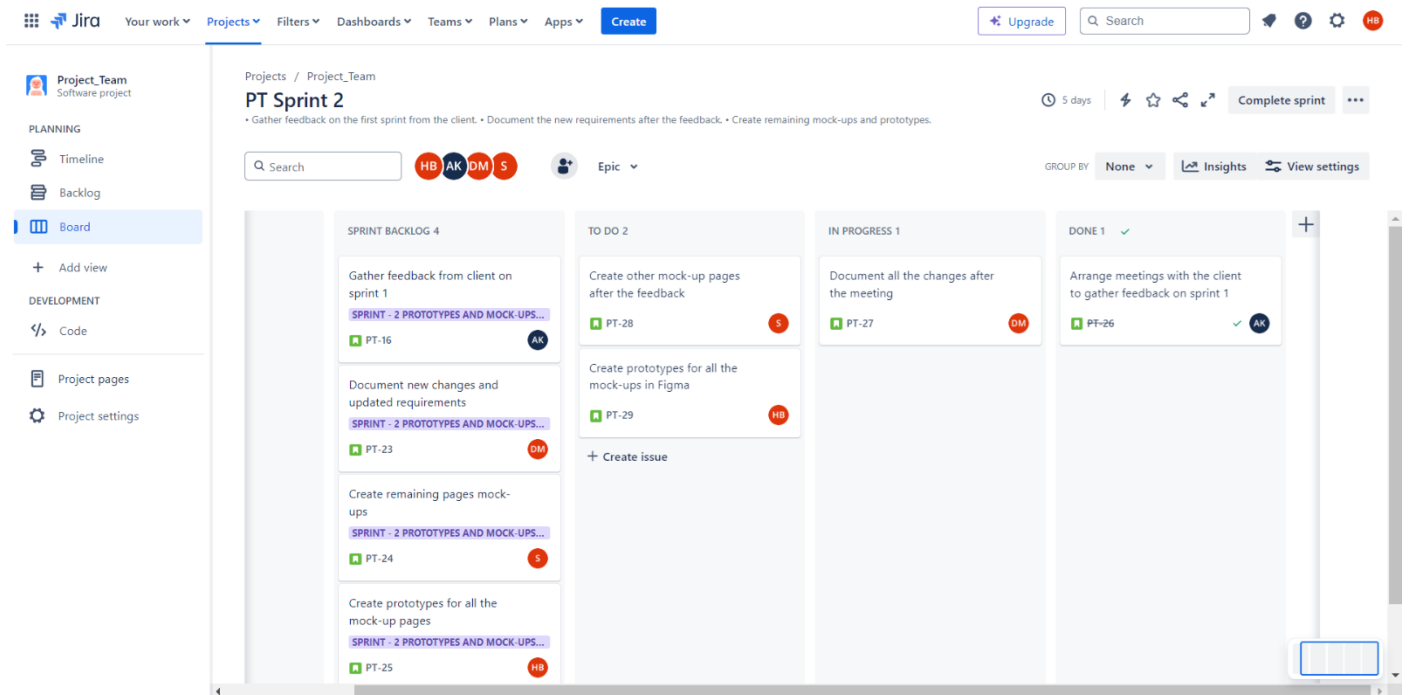 Jira
Your work
Projects
Filters
Dashboards
Teams
Plans
Apps
Create
Upgrade
Search
HB
Project_Team
Software project
PLANNING
Timeline
Backlog
Board
Add view
DEVELOPMENT
Code
Project pages
Project settings
Projects / Project_Team
PT Sprint 2
• Gather feedback on the first sprint from the client. • Document the new requirements after the feedback. • Create remaining mock-ups and prototypes.
5 days
Complete sprint
Search
HB AK DM S
Epic
GROUP BY None
Insights
View settings
SPRINT BACKLOG 4
Gather feedback from client on
sprint 1
SPRINT - 2 PROTOTYPES AND MOCK-UPS...
PT-16
AK
Document new changes and
updated requirements
SPRINT - 2 PROTOTYPES AND MOCK-UPS...
PT-23
DM
Create remaining pages mock-
ups
SPRINT - 2 PROTOTYPES AND MOCK-UPS...
PT-24
S
Create prototypes for all the
mock-up pages
SPRINT - 2 PROTOTYPES AND MOCK-UPS...
PT-25
HB
TO DO 2
Create other mock-up pages
after the feedback
PT-28
S
Create prototypes for all the
mock-ups in Figma
PT-29
HB
+ Create issue
IN PROGRESS 1
Document all the changes after
the meeting
PT-27
DM
DONE 1
Arrange meetings with the client
to gather feedback on sprint 1
PT-26
AK